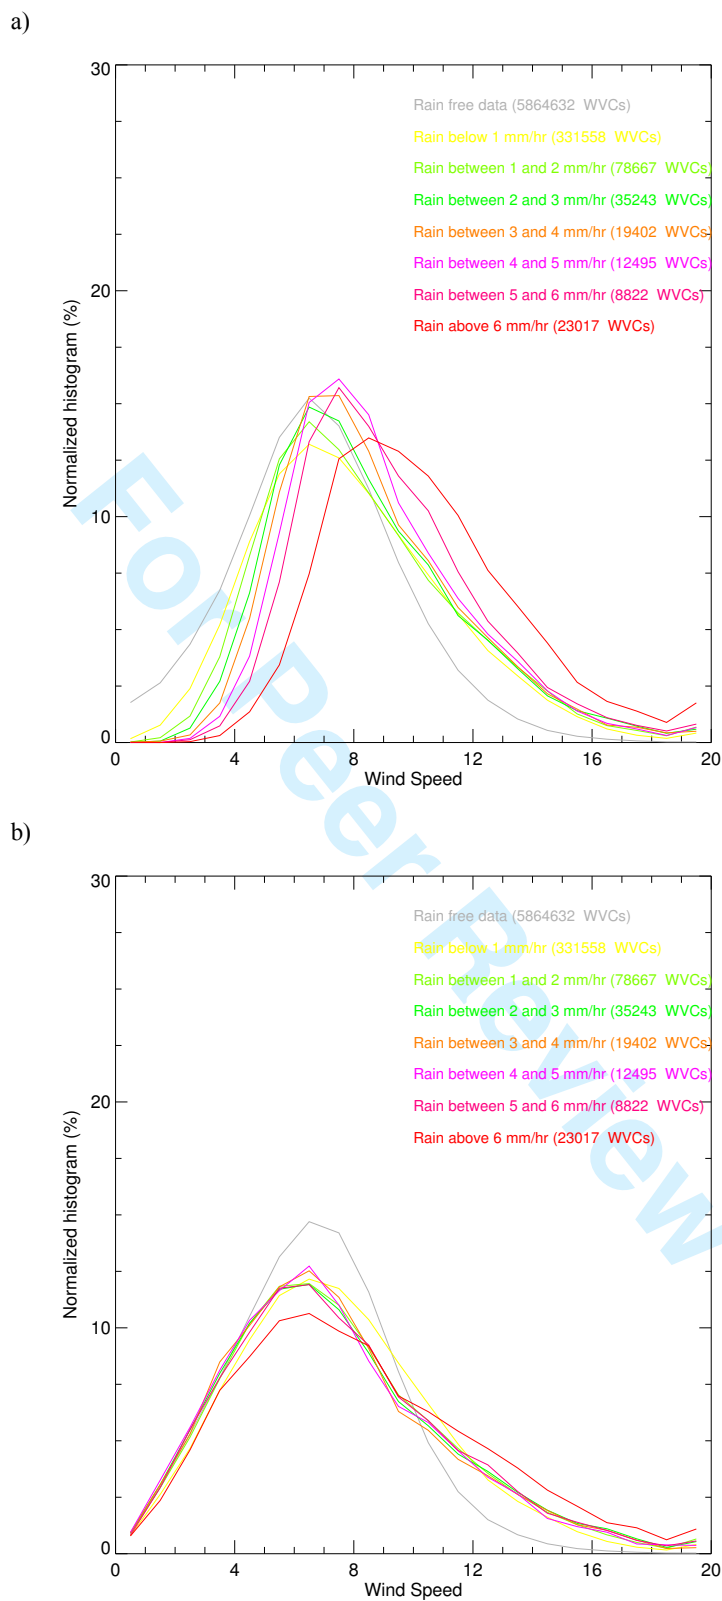 a)
30
Rain free data (5864632 WVCs)
Rain below 1 mm/hr (331558 WVCs)
Rain between 1 and 2 mm/hr (78667 WVCs)
Rain between 2 and 3 mm/hr (35243 WVCs)
Rain between 3 and 4 mm/hr (19402 WVCs)
Rain between 4 and 5 mm/hr (12495 WVCs)
Rain between 5 and 6 mm/hr (8822 WVCs)
Rain above 6 mm/hr (23017 WVCs)
20
Normalized histogram (%)
10
0
0 4 8 12 16 20
Wind Speed
b)
30
Rain free data (5864632 WVCs)
Rain below 1 mm/hr (331558 WVCs)
Rain between 1 and 2 mm/hr (78667 WVCs)
Rain between 2 and 3 mm/hr (35243 WVCs)
Rain between 3 and 4 mm/hr (19402 WVCs)
Rain between 4 and 5 mm/hr (12495 WVCs)
Rain between 5 and 6 mm/hr (8822 WVCs)
Rain above 6 mm/hr (23017 WVCs)
20
Normalized histogram (%)
10
0
0 4 8 12 16 20
Wind Speed
For Peer Review